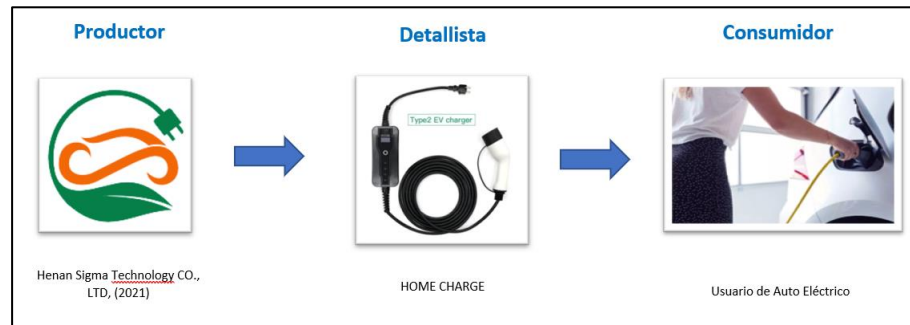 Productor
Detallista
Consumidor
Type2 EV charger
Henan Sigma Technology CO.,
LTD, (2021)
HOME CHARGE
Usuario de Auto Eléctrico